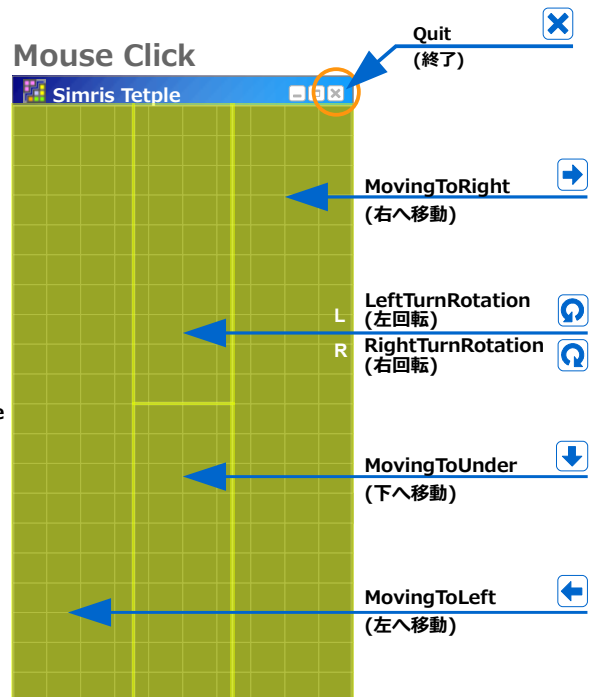 Quit
(終了)
Mouse Click
Simris Tetple
MovingToRight
(右へ移動)
L
LeftTurnRotation
(左回転)
R
RightTurnRotation
(右回転)
e
MovingToUnder
(下へ移動)
MovingToLeft
(左へ移動)